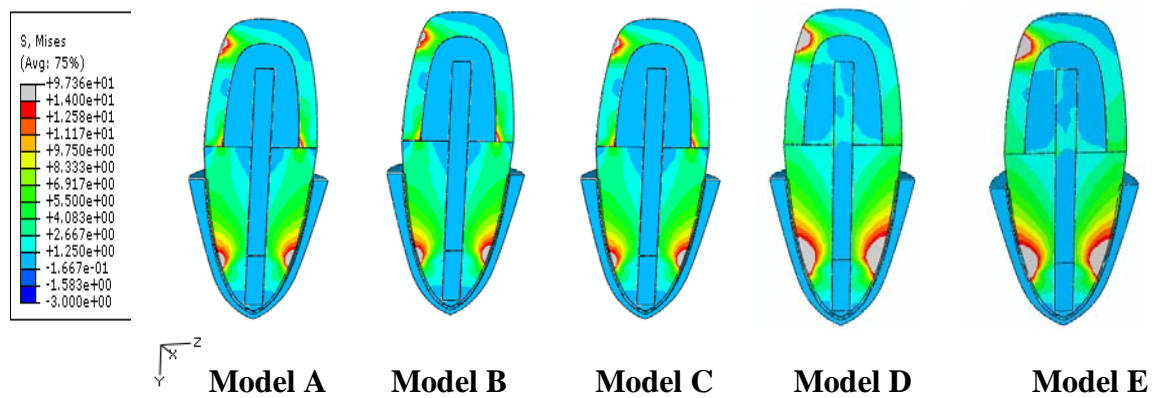 S, Mises
(Avg: 75%)
+9.736e+01
+1.400e+01
+1.258e+01
+1.117e+01
+9.750e+00
+8.333e+00
+6.917e+00
+5.500e+00
+4.083e+00
+2.667e+00
+1.250e+00
-1.667e-01
-1.583e+00
-3.000e+00
Z
X
Y
Model A Model B Model C Model D Model E